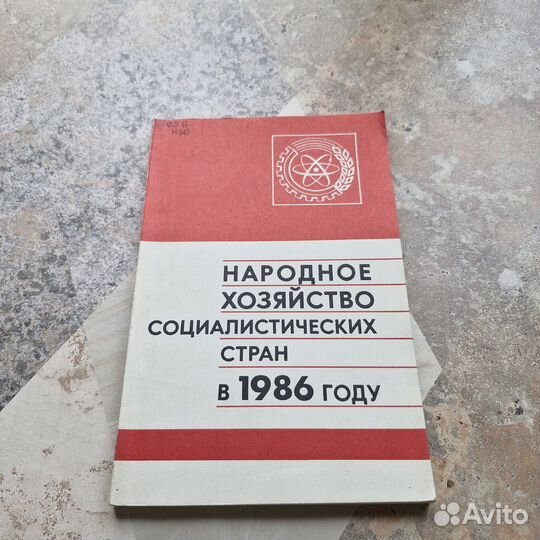 НАРОДНОЕ
ХОЗЯЙСТВО
СОЦИАЛИСТИЧЕСКИХ
СТРАН
В 1986 ГОДУ
Avito